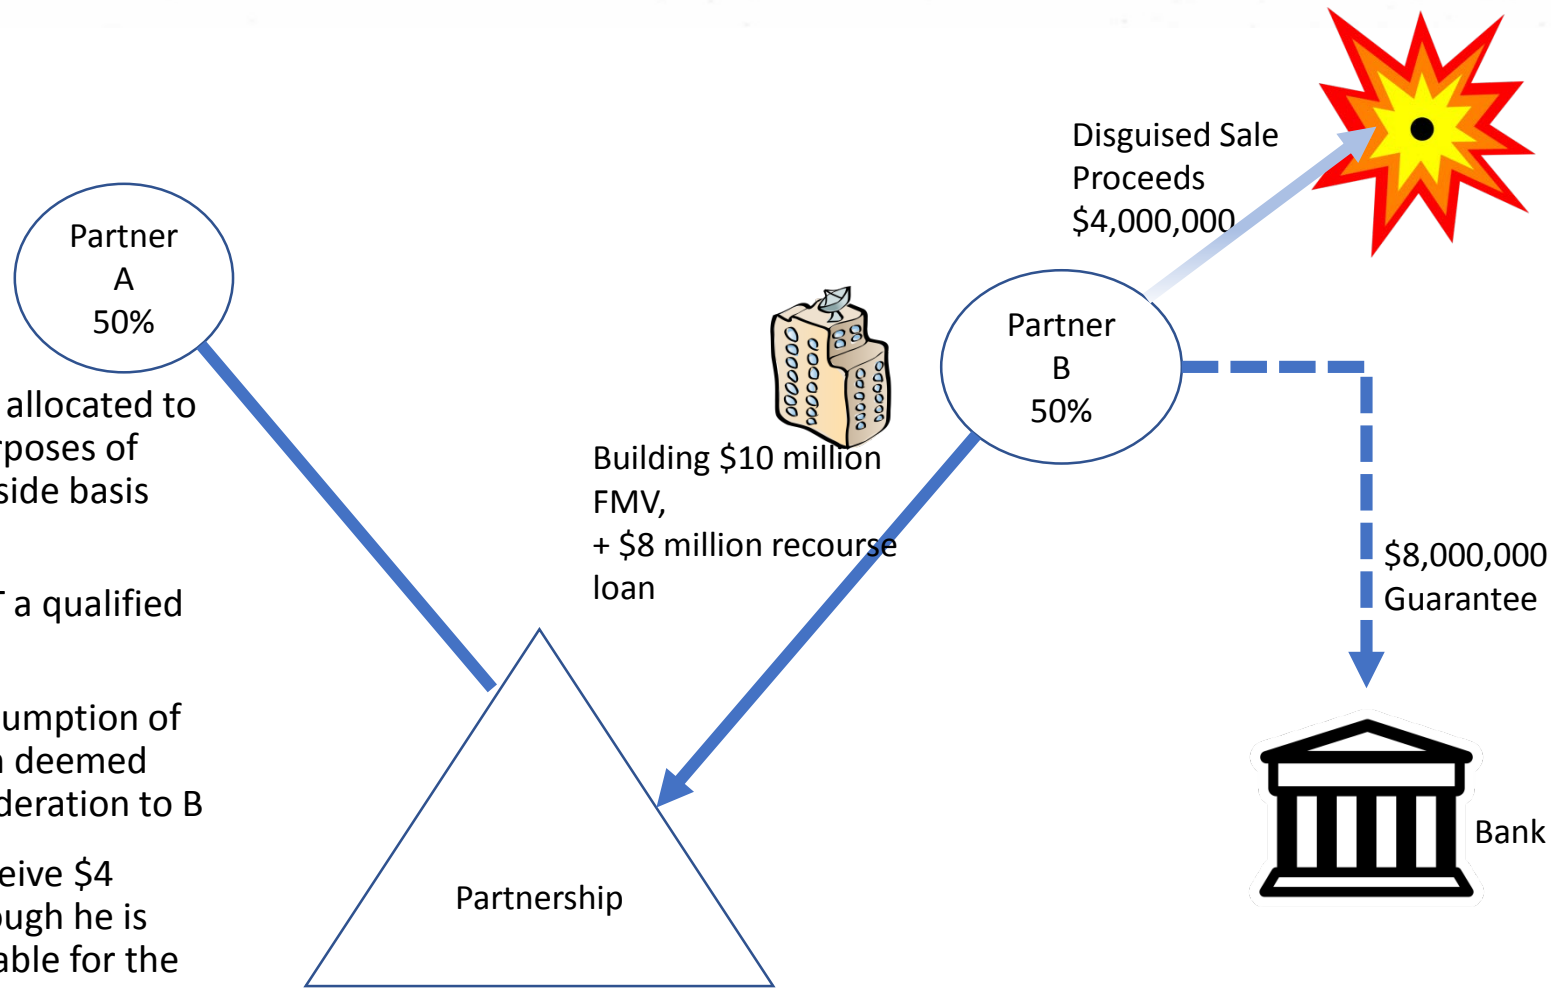 Disguised Sale
Proceeds
$4,000,000
Partner
A
50%
Partner
B
50%
allocated to
rposes of
side basis
Building $10 million
FMV,
+ $8 million recourse
loan
T a qualified
$8,000,000
Guarantee
sumption of
n deemed
deration to B
eive $4
ough he is
able for the
Partnership
Bank